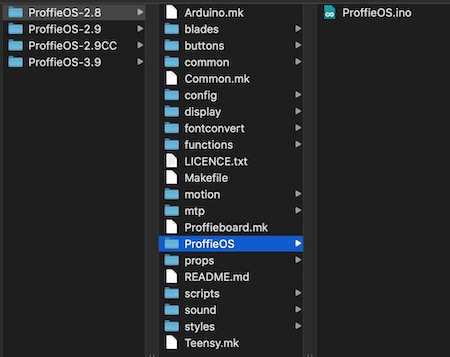 ProffieOS-2.8
ProffieOS-2.9
ProffieOS-2.9CC
ProffieOS-3.9
Arduino.mk
blades
buttons
common
Common.mk
config
display
fontconvert
functions
LICENCE.txt
Makefile
motion
mtp
Proffieboard.mk
ProffieOS
props
README.md
scripts
sound
styles
Teensy.mk
ProffieOS.ino